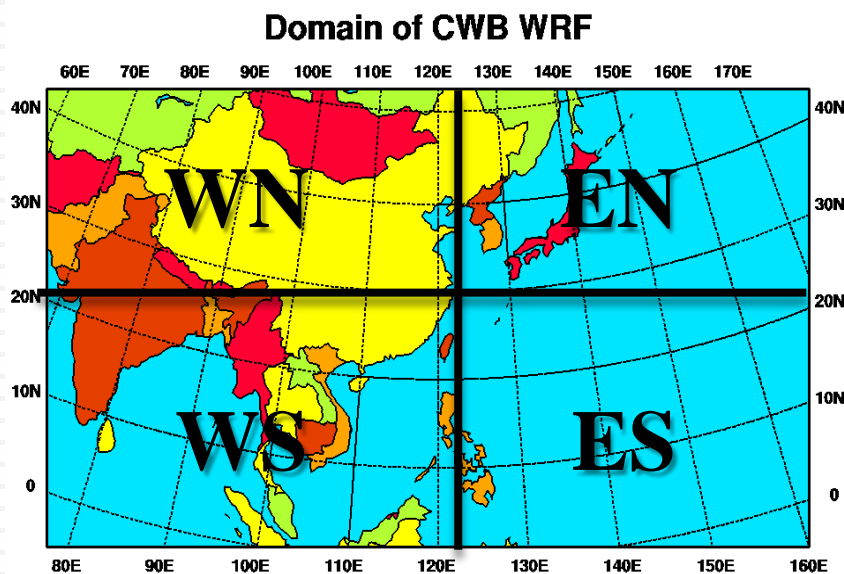 Domain of CWB WRF
60E 70E 80E 90E 100E 110E 120E 130E 140E 150E 160E 170E
40N 40N
WN EN
30N 30N
20N 20N
10N 10N
WS ES
0 0
80E 90E 100E 110E 120E 130E 140E 150E 160E